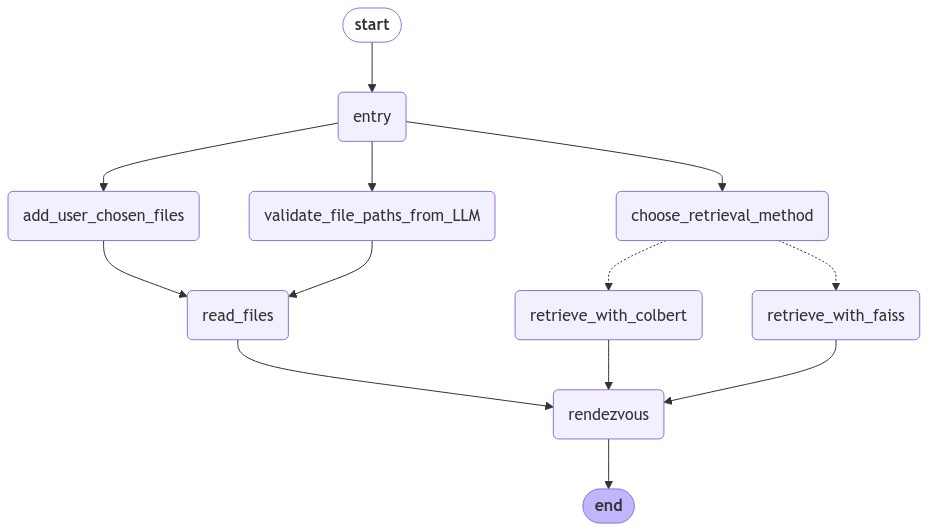 start
entry
add_user_chosen_files
validate_file_paths_from_LLM
choose_retrieval_method
read_files
retrieve_with_colbert
retrieve_with_faiss
rendezvous
end